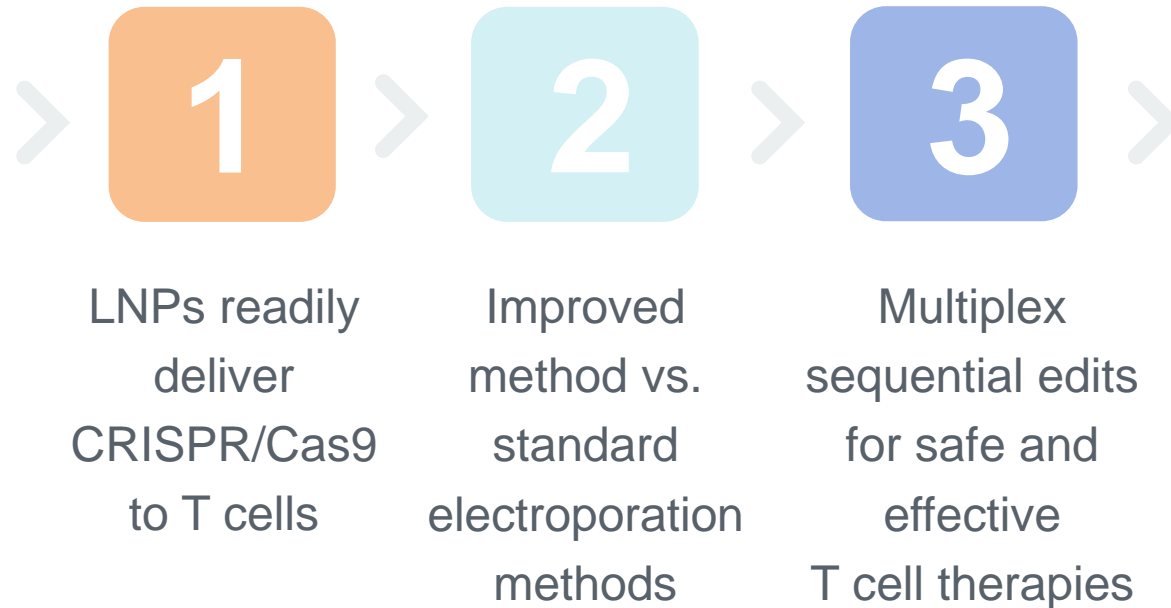 1
2
3
LNPs readily
deliver
CRISPR/Cas9
to T cells
Improved
method vs.
standard
electroporation
methods
Multiplex
sequential edits
for safe and
effective
T cell therapies